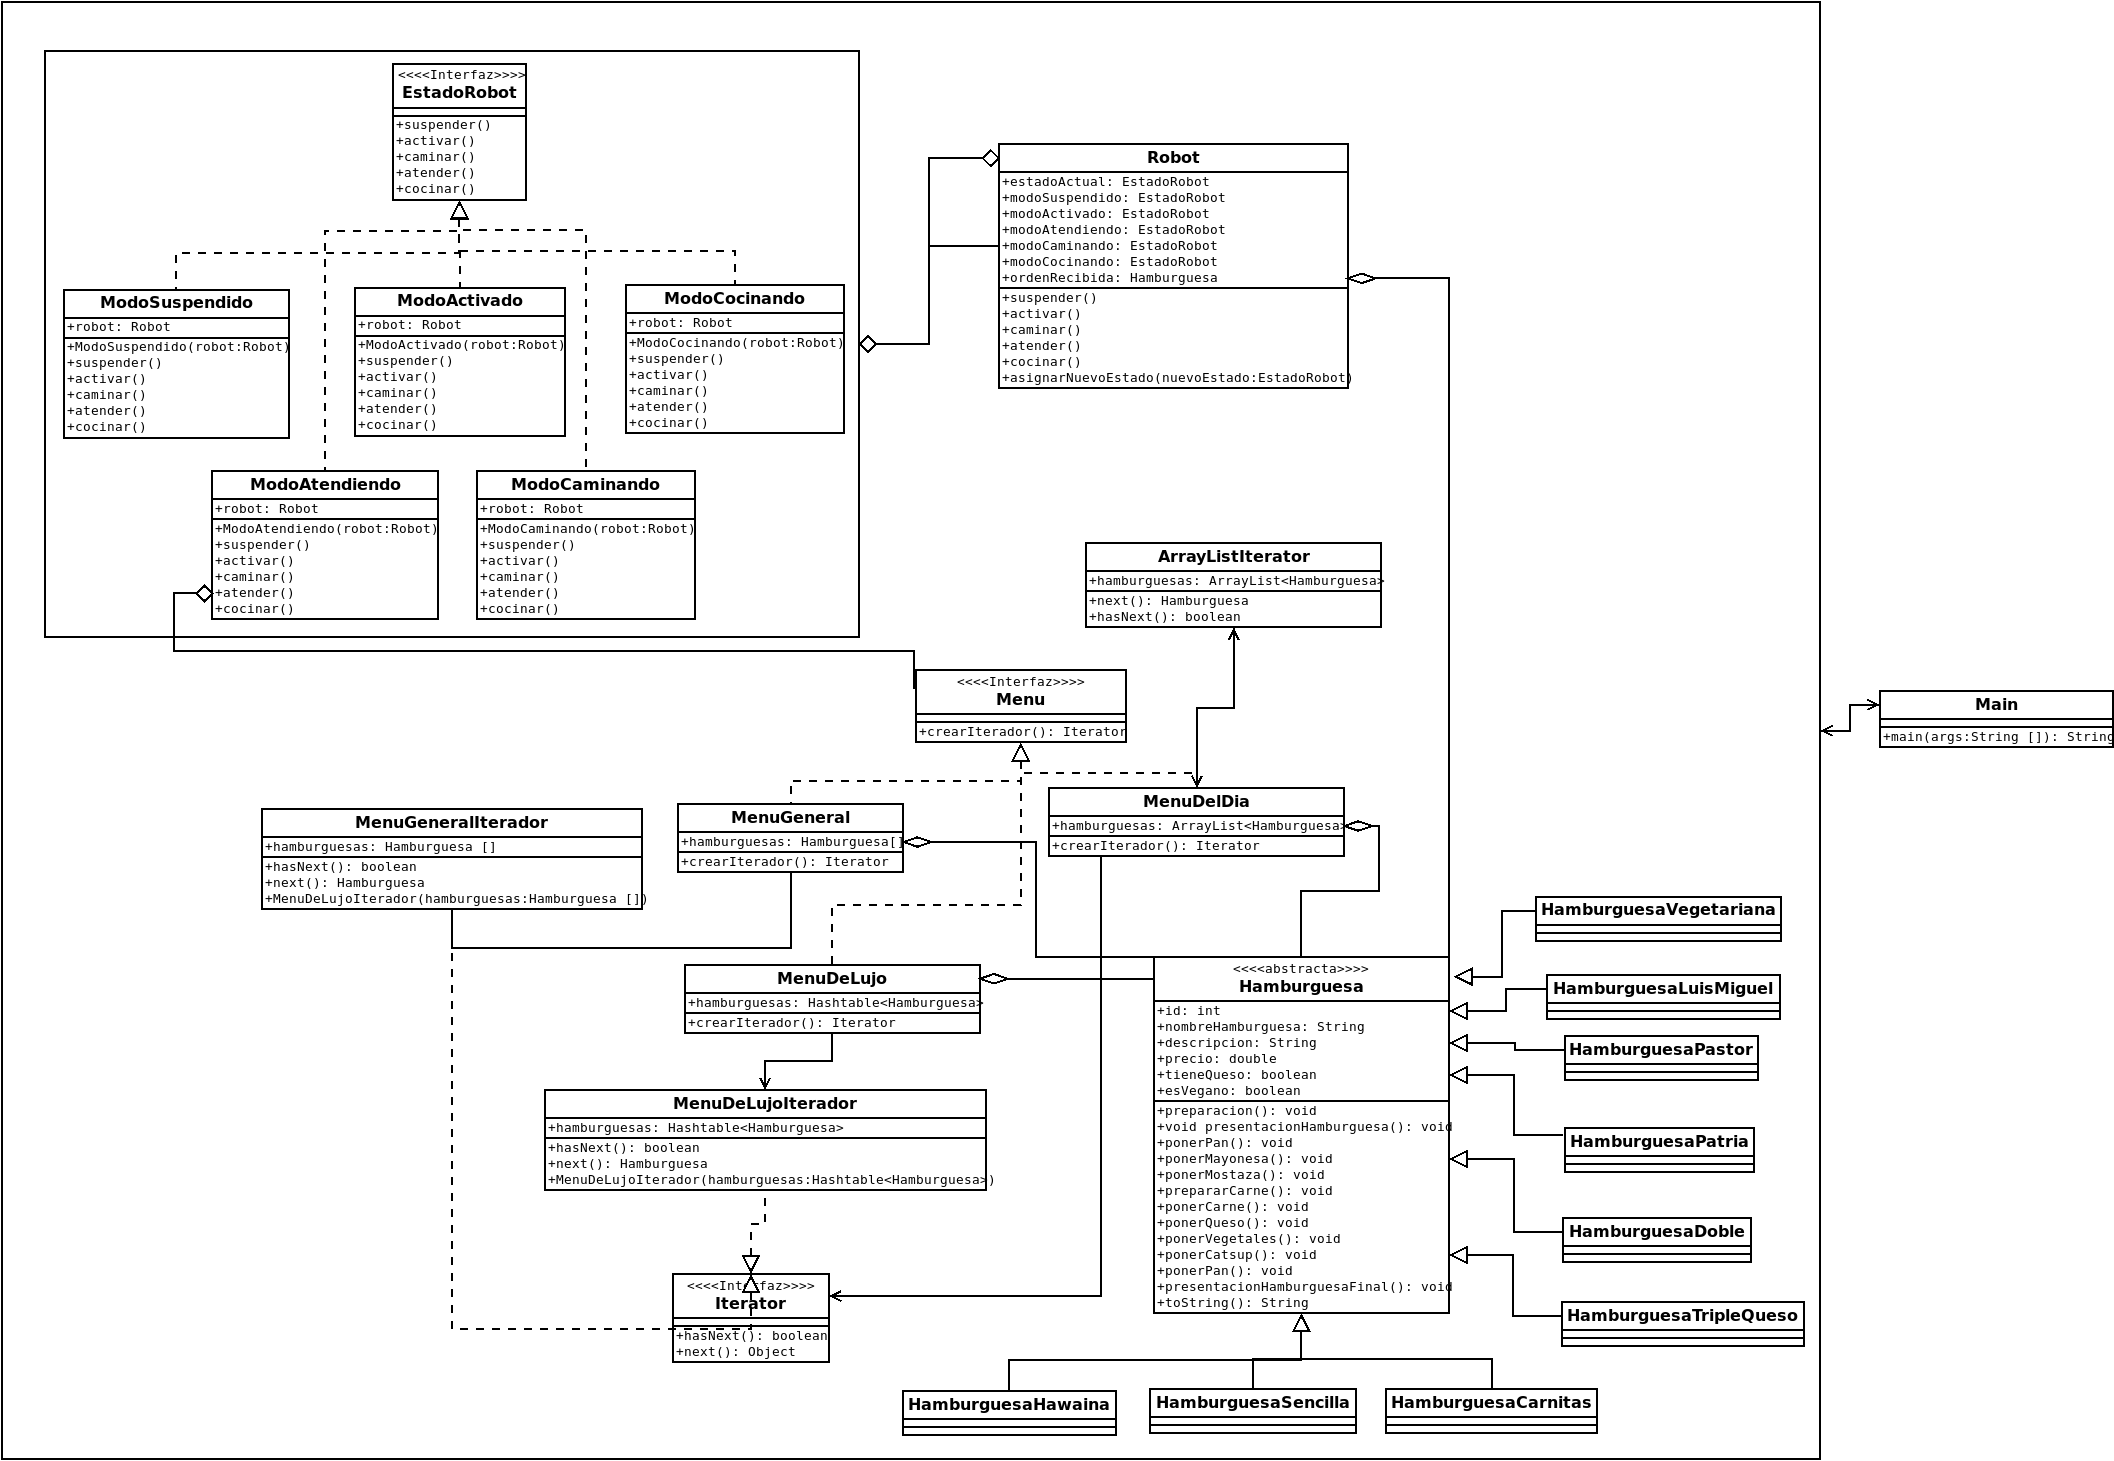 <<<<Interfaz>>>>
EstadoRobot
+suspender()
+activar()
+caminar()
+atender()
+cocinar()
Robot
+estadoActual: EstadoRobot
+modoSuspendido: EstadoRobot
+modoActivado: EstadoRobot
+modoAtendiendo: EstadoRobot
+modoCaminando: EstadoRobot
+modoCocinando: EstadoRobot
+ordenRecibida: Hamburguesa
+suspender()
+activar()
+caminar()
+atender()
+cocinar()
+asignarNuevoEstado(nuevoEstado:EstadoRobot)
ModoSuspendido
+robot: Robot
+ModoSuspendido(robot:Robot)
+suspender()
+activar()
+caminar()
+atender()
+cocinar()
ModoActivado
+robot: Robot
+ModoActivado(robot:Robot)
+suspender()
+activar()
+caminar()
+atender()
+cocinar()
ModoCocinando
+robot: Robot
+ModoCocinando(robot:Robot)
+suspender()
+activar()
+caminar()
+atender()
+cocinar()
ModoAtendiendo
+robot: Robot
+ModoAtendiendo(robot:Robot)
+suspender()
+activar()
+caminar()
+atender()
+cocinar()
ModoCaminando
+robot: Robot
+ModoCaminando(robot:Robot)
+suspender()
+activar()
+caminar()
+atender()
+cocinar()
ArrayListIterator
+hamburguesas: ArrayList<Hamburguesa>
+next(): Hamburguesa
+hasNext(): boolean
<<<<Interfaz>>>>
Menu
+crearIterador(): Iterator
Main
+main(args:String []): String
MenuGeneralIterador
+hamburguesas: Hamburguesa []
+hasNext(): boolean
+next(): Hamburguesa
+MenuDeLujoIterador(hamburguesas:Hamburguesa [])
MenuGeneral
+hamburguesas: Hamburguesa[]
+crearIterador(): Iterator
MenuDelDia
+hamburguesas: ArrayList<Hamburguesa>
+crearIterador(): Iterator
MenuDeLujo
+hamburguesas: Hashtable<Hamburguesa>
+crearIterador(): Iterator
MenuDeLujoIterador
+hamburguesas: Hashtable<Hamburguesa>
+hasNext(): boolean
+next(): Hamburguesa
+MenuDeLujoIterador(hamburguesas:Hashtable<Hamburguesa>)
<<<<Interfaz>>>>
Iterator
+hasNext(): boolean
+next(): Object
<<<<abstracta>>>>
Hamburguesa
+id: int
+nombreHamburguesa: String
+descripcion: String
+precio: double
+tieneQueso: boolean
+esVegano: boolean
+preparacion(): void
+void presentacionHamburguesa(): void
+ponerPan(): void
+ponerMayonesa(): void
+ponerMostaza(): void
+prepararCarne(): void
+ponerCarne(): void
+ponerQueso(): void
+ponerVegetales(): void
+ponerCatsup(): void
+ponerPan(): void
+presentacionHamburguesaFinal(): void
+toString(): String
HamburguesaVegetariana
HamburguesaLuisMiguel
HamburguesaPastor
HamburguesaPatria
HamburguesaDoble
HamburguesaTripleQueso
HamburguesaHawaina
HamburguesaSencilla
HamburguesaCarnitas